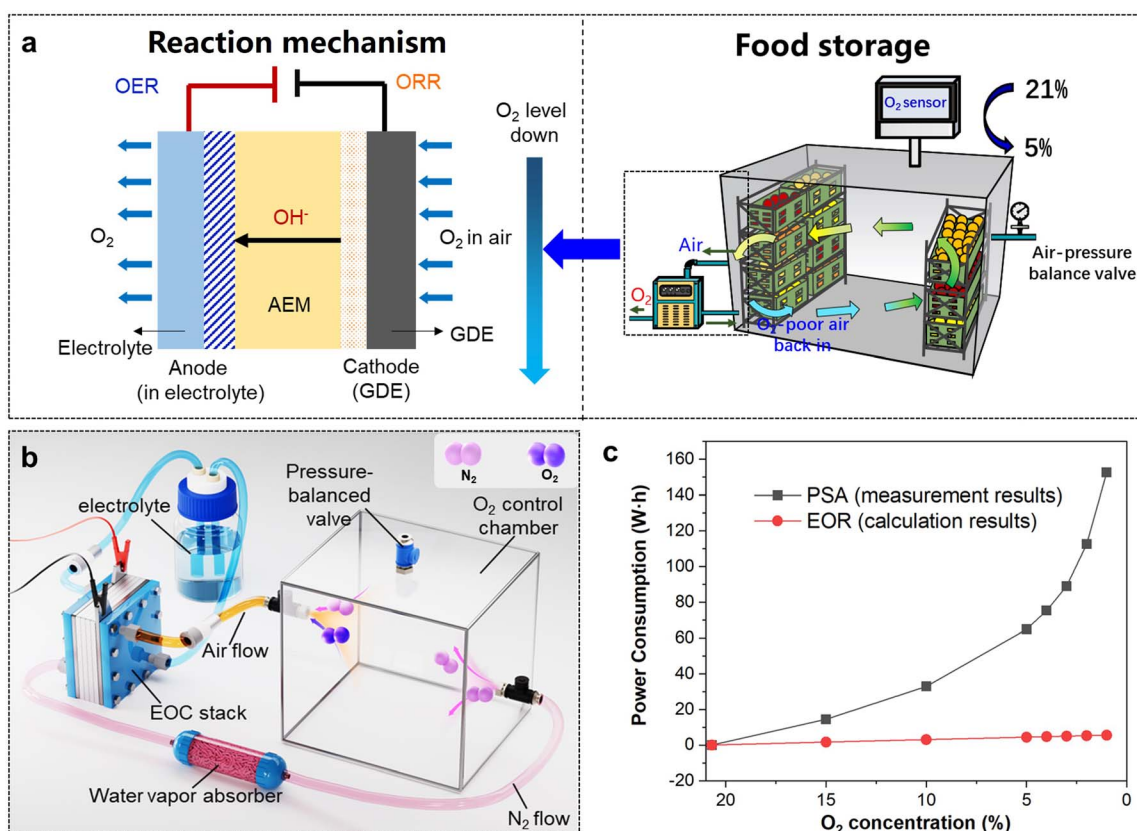 a
Reaction mechanism
OER
ORR
O₂
OH⁻
AEM
O₂ in air
Electrolyte
GDE
Anode
(in electrolyte)
Cathode
(GDE)
O₂ level
down
Food storage
O₂ sensor
21%
5%
Air
O₂
O₂-poor air
back in
Air-pressure
balance valve
b
electrolyte
Pressure-
balanced
valve
N₂
O₂
O₂ control
chamber
Air flow
EOC stack
Water vapor absorber
N₂ flow
c
Power Consumption (W·h)
160
140
120
100
80
60
40
20
0
-20
PSA (measurement results)
EOR (calculation results)
20
15
10
5
0
O₂ concentration (%)